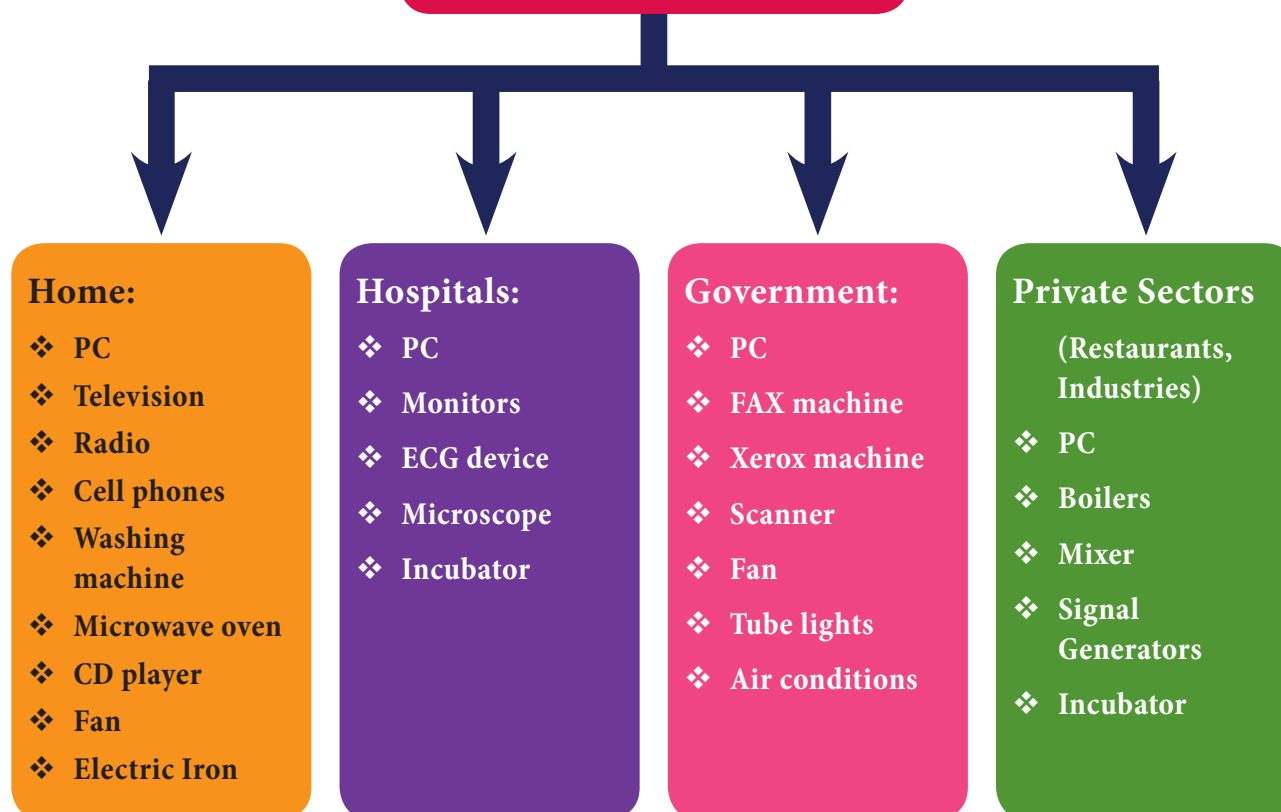 Home:
❖ PC
❖ Television
❖ Radio
❖ Cell phones
❖ Washing
machine
❖ Microwave oven
❖ CD player
❖ Fan
❖ Electric Iron
Hospitals:
❖ PC
❖ Monitors
❖ ECG device
❖ Microscope
❖ Incubator
Government:
❖ PC
❖ FAX machine
❖ Xerox machine
❖ Scanner
❖ Fan
❖ Tube lights
❖ Air conditions
Private Sectors
(Restaurants,
Industries)
❖ PC
❖ Boilers
❖ Mixer
❖ Signal
Generators
❖ Incubator